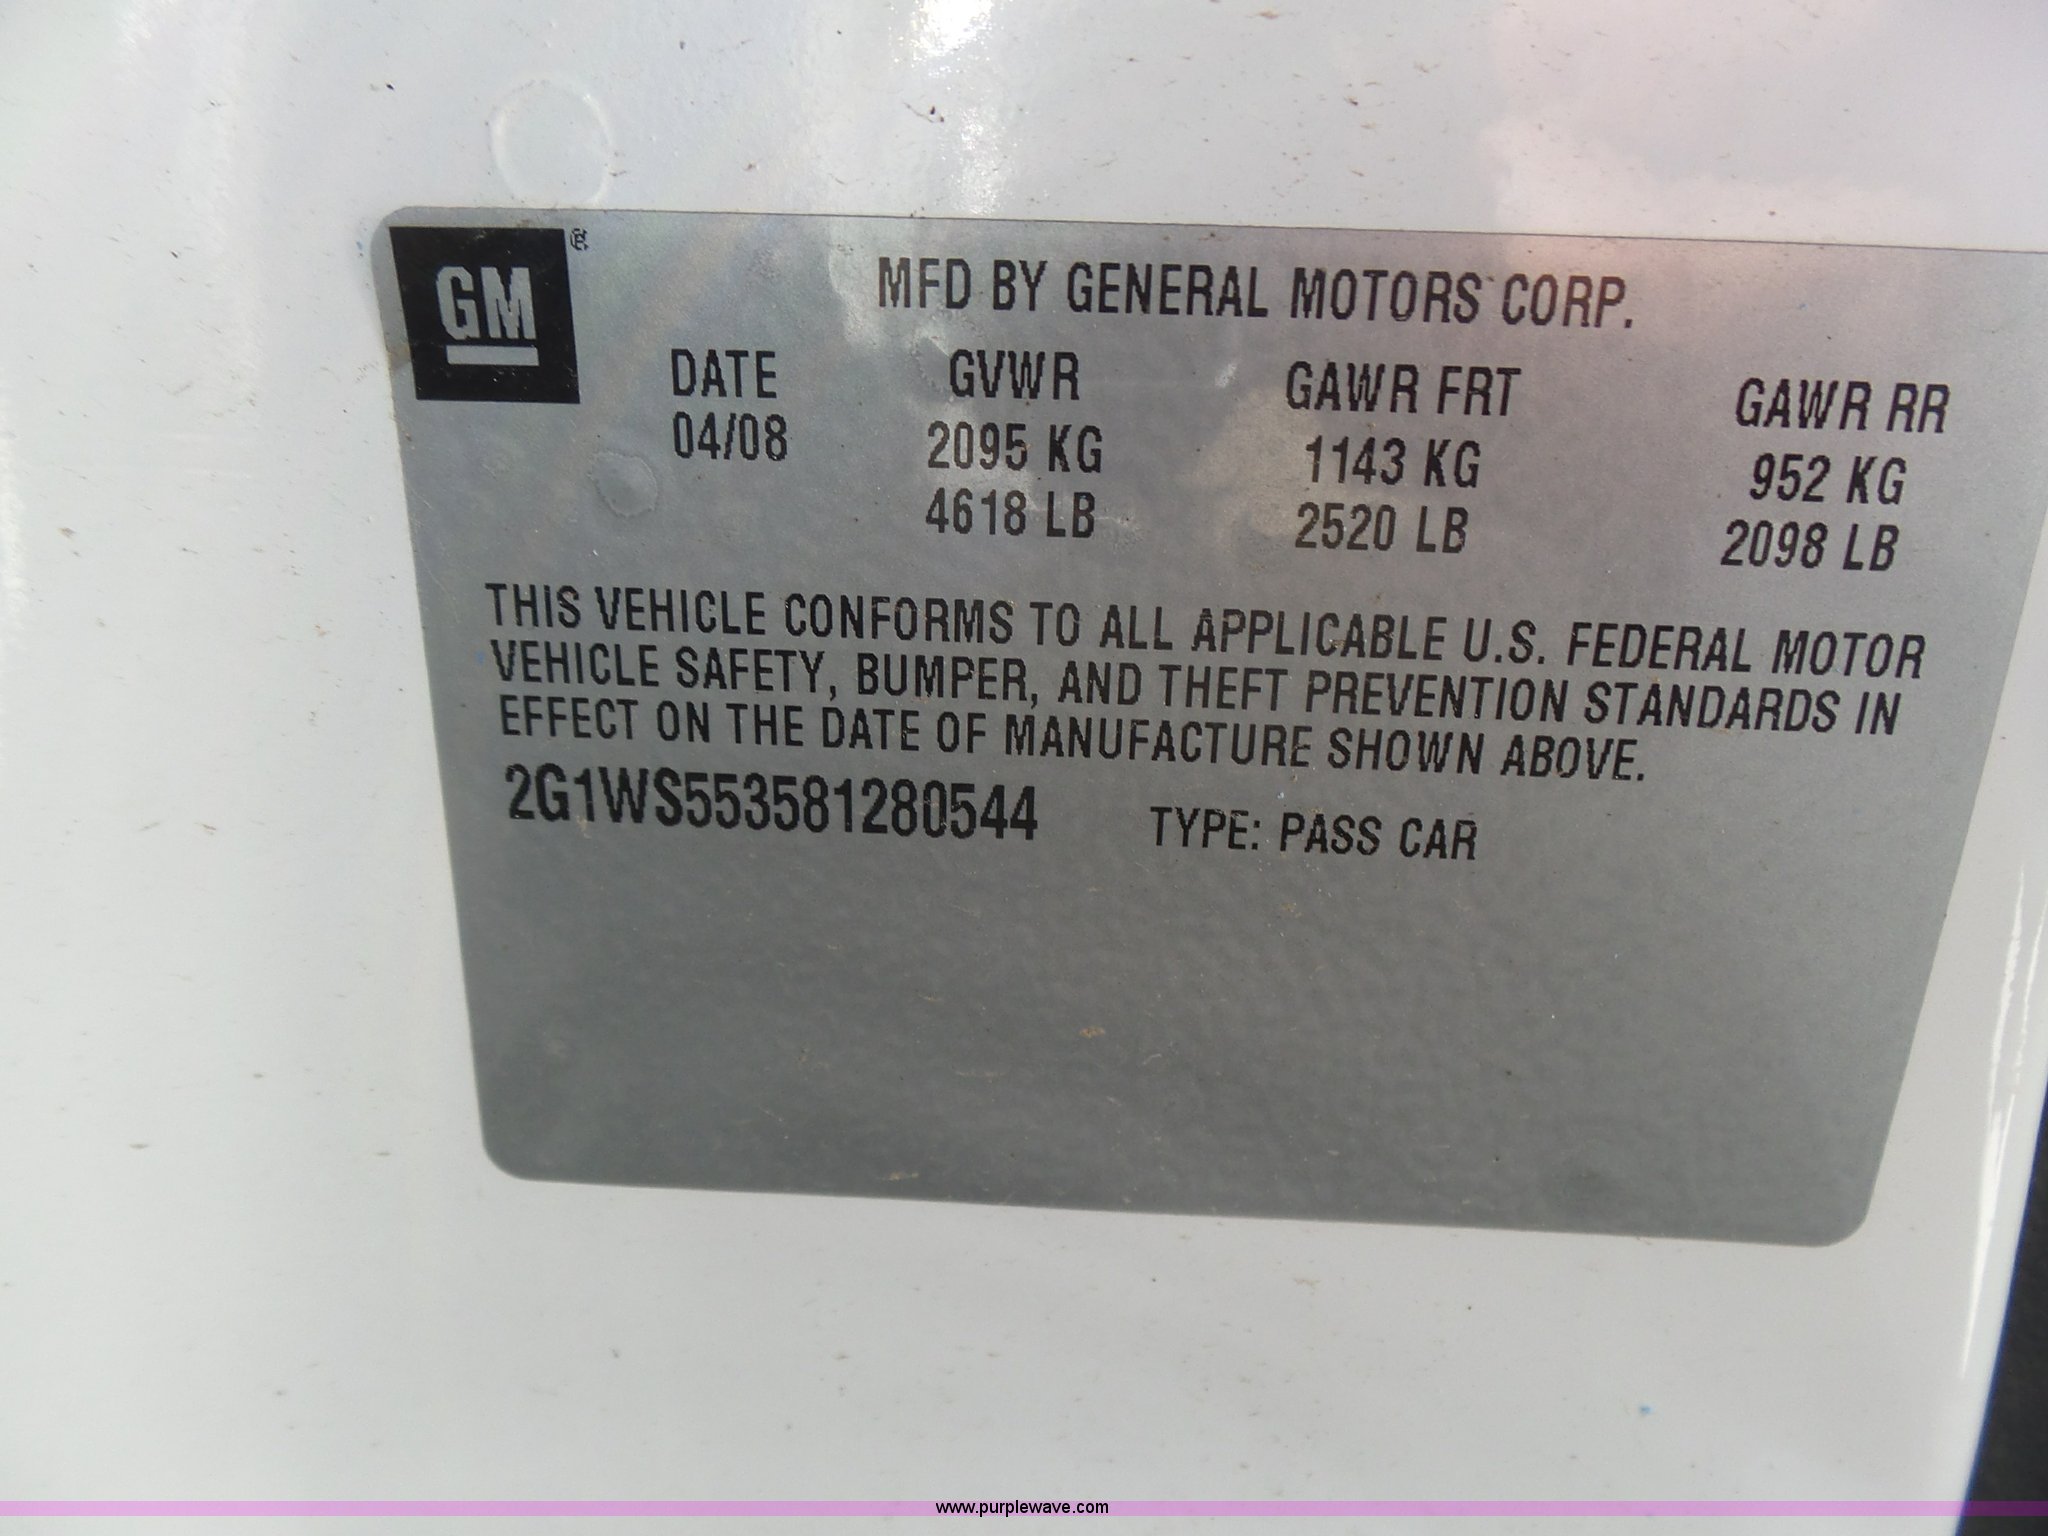 GM ®
MFD BY GENERAL MOTORS CORP.
DATE GVWR GAWR FRT GAWR RR
04/08 2095 KG 1143 KG 952 KG
4618 LB 2520 LB 2098 LB
THIS VEHICLE CONFORMS TO ALL APPLICABLE U.S. FEDERAL MOTOR
VEHICLE SAFETY, BUMPER, AND THEFT PREVENTION STANDARDS IN
EFFECT ON THE DATE OF MANUFACTURE SHOWN ABOVE.
2G1WS553581280544 TYPE: PASS CAR
www.purplewave.com